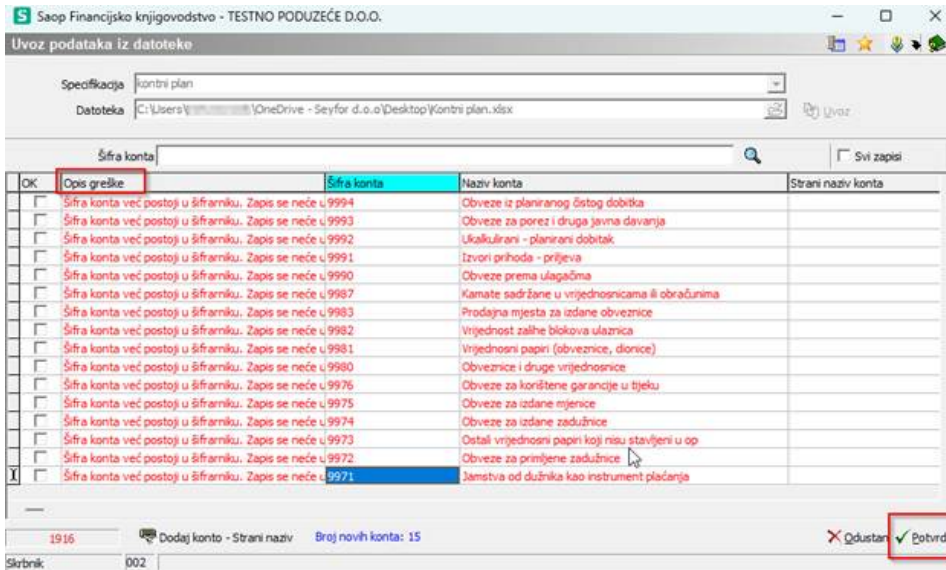 Saop Financijsko knjigovodstvo - TESTNO PODUZEĆE D.O.O.
Uvoz podataka iz datoteke
Specifikacija kontni plan
Datoteka C:\Users\ \OneDrive - Seyfor d.o.o\Desktop\Kontni plan.xlsx Uvoz
Šifra konta Svi zapisi
OK Opis greške Šifra konta Naziv konta Strani naziv konta
Šifra konta već postoji u šifarniku. Zapis se neće u 9994 Obveze iz planiranog čistog dobitka
Šifra konta već postoji u šifrarniku. Zapis se neće u 9993 Obveze za porez i druga javna davanja
Šifra konta već postoji u šifrarniku. Zapis se neće u 9992 Ukalkulirani - planirani dobitak
Šifra konta već postoji u šifrarniku. Zapis se neće u 9991 Izvori prihoda - priljeva
Šifra konta već postoji u šifrarniku. Zapis se neće u 9990 Obveze prema ulagačima
Šifra konta već postoji u šifrarniku. Zapis se neće u 9987 Kamate sadržane u vrijednosnicama ili obračunima
Šifra konta već postoji u šifrarniku. Zapis se neće u 9983 Prodajna mjesta za izdane obveznice
Šifra konta već postoji u šifrarniku. Zapis se neće u 9982 Vrijednost zalihe blokova ulaznica
Šifra konta već postoji u šifrarniku. Zapis se neće u 9981 Vrijednosni papiri (obveznice, dionice)
Šifra konta već postoji u šifrarniku. Zapis se neće u 9980 Obveznice i druge vrijednosnice
Šifra konta već postoji u šifrarniku. Zapis se neće u 9976 Obveze za korištene garancije u tijeku
Šifra konta već postoji u šifrarniku. Zapis se neće u 9975 Obveze za izdane mjenice
Šifra konta već postoji u šifrarniku. Zapis se neće u 9974 Obveze za izdane zadužnice
Šifra konta već postoji u šifrarniku. Zapis se neće u 9973 Ostali vrijednosni papiri koji nisu stavljeni u op
Šifra konta već postoji u šifrarniku. Zapis se neće u 9972 Obveze za primljene zadužnice
Šifra konta već postoji u šifrarniku. Zapis se neće u 9971 Jamstva od dužnika kao instrument plaćanja
1916 Dodaj konto - Strani naziv Broj novih konta: 15 Odustan Potvrd
Skrbnik 002